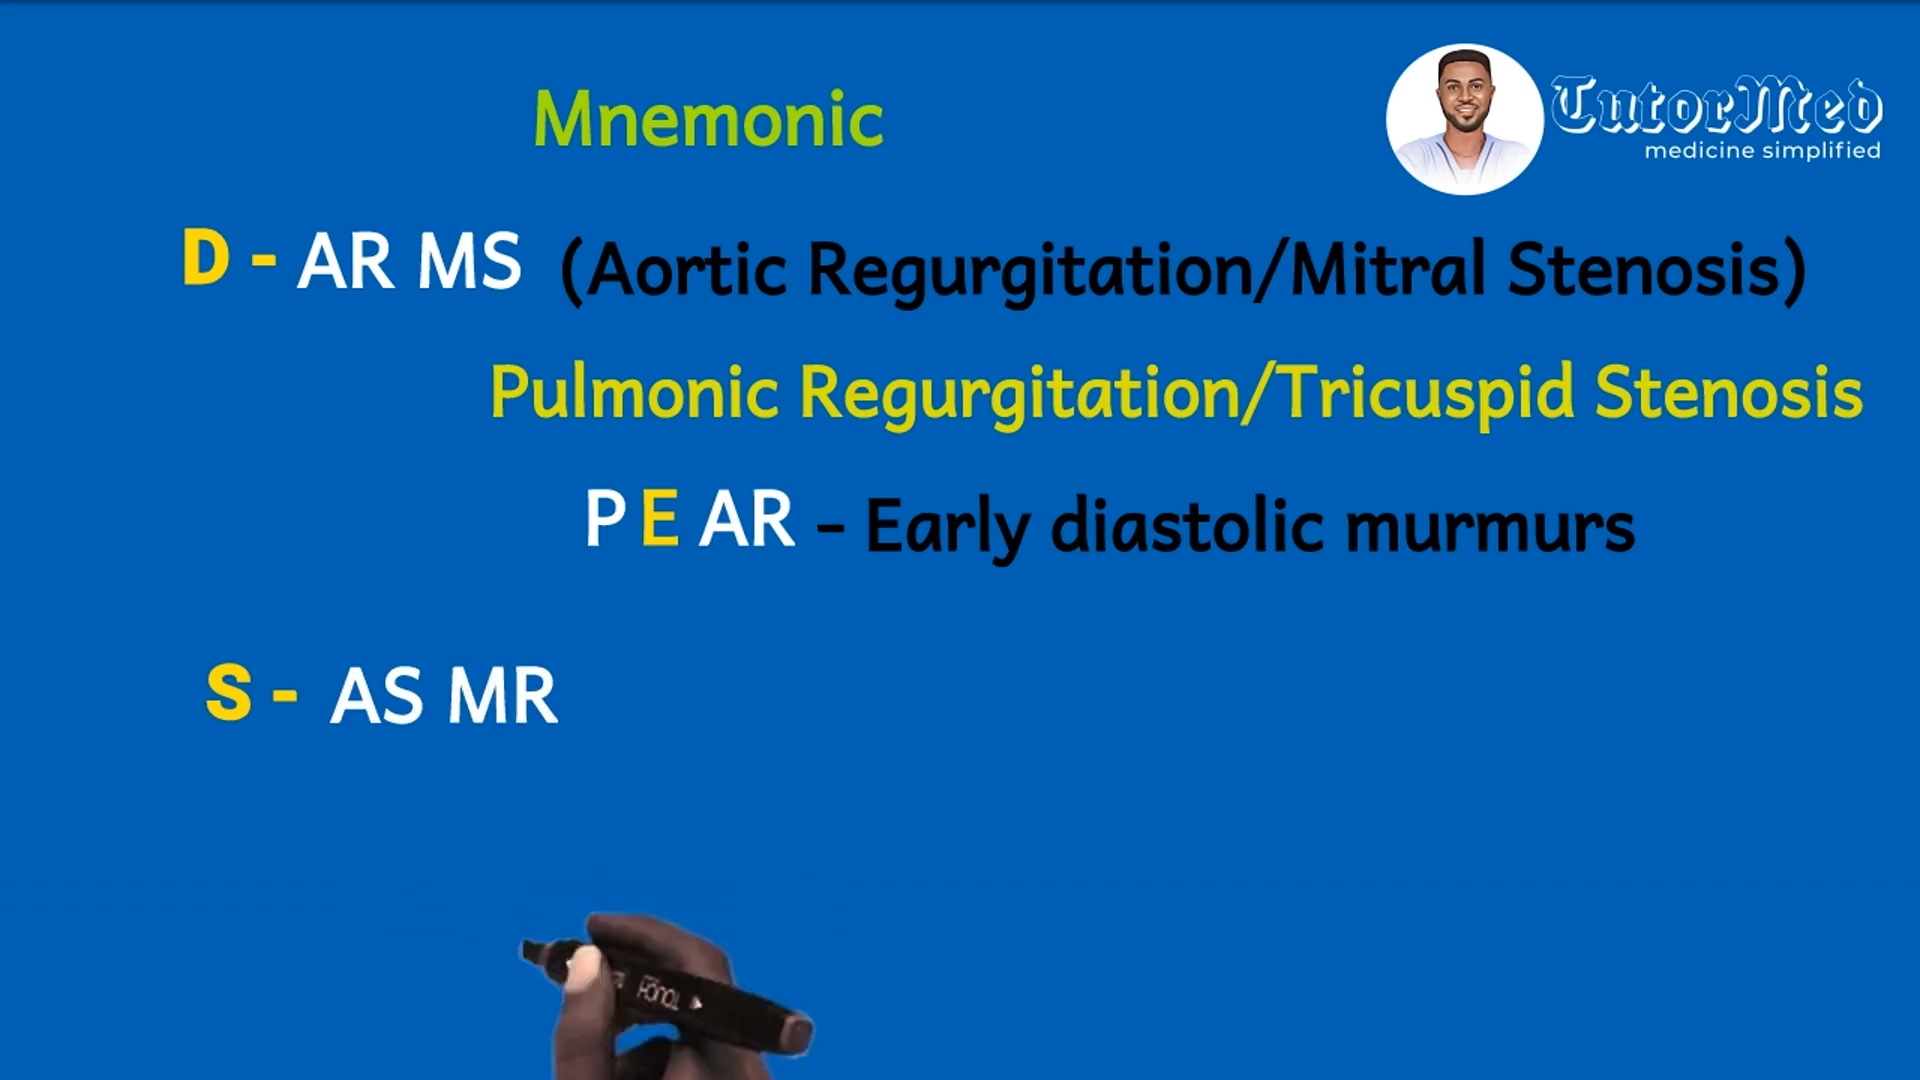 Mnemonic
TutorMed
medicine simplified
D - AR MS (Aortic Regurgitation/Mitral Stenosis)
Pulmonic Regurgitation/Tricuspid Stenosis
P E AR - Early diastolic murmurs
S - AS MR
TOUCH